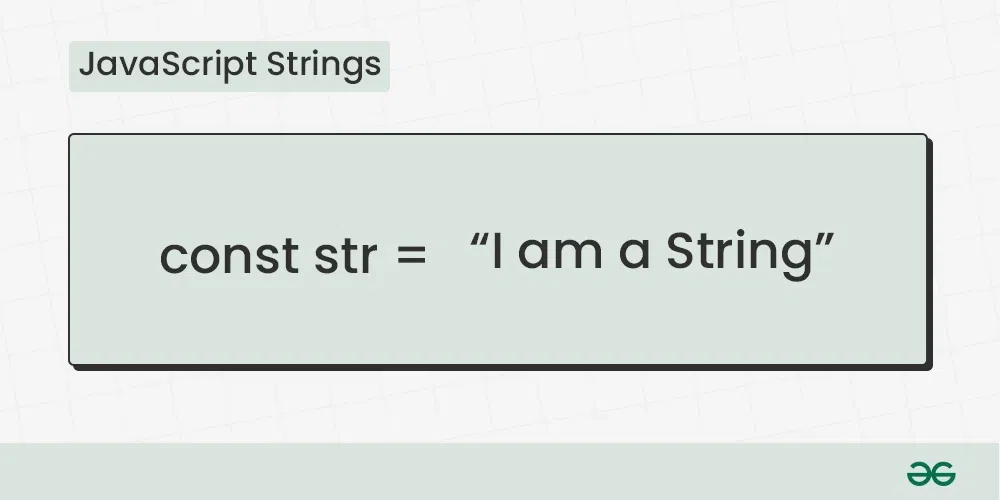 JavaScript Strings
const str = “I am a String”